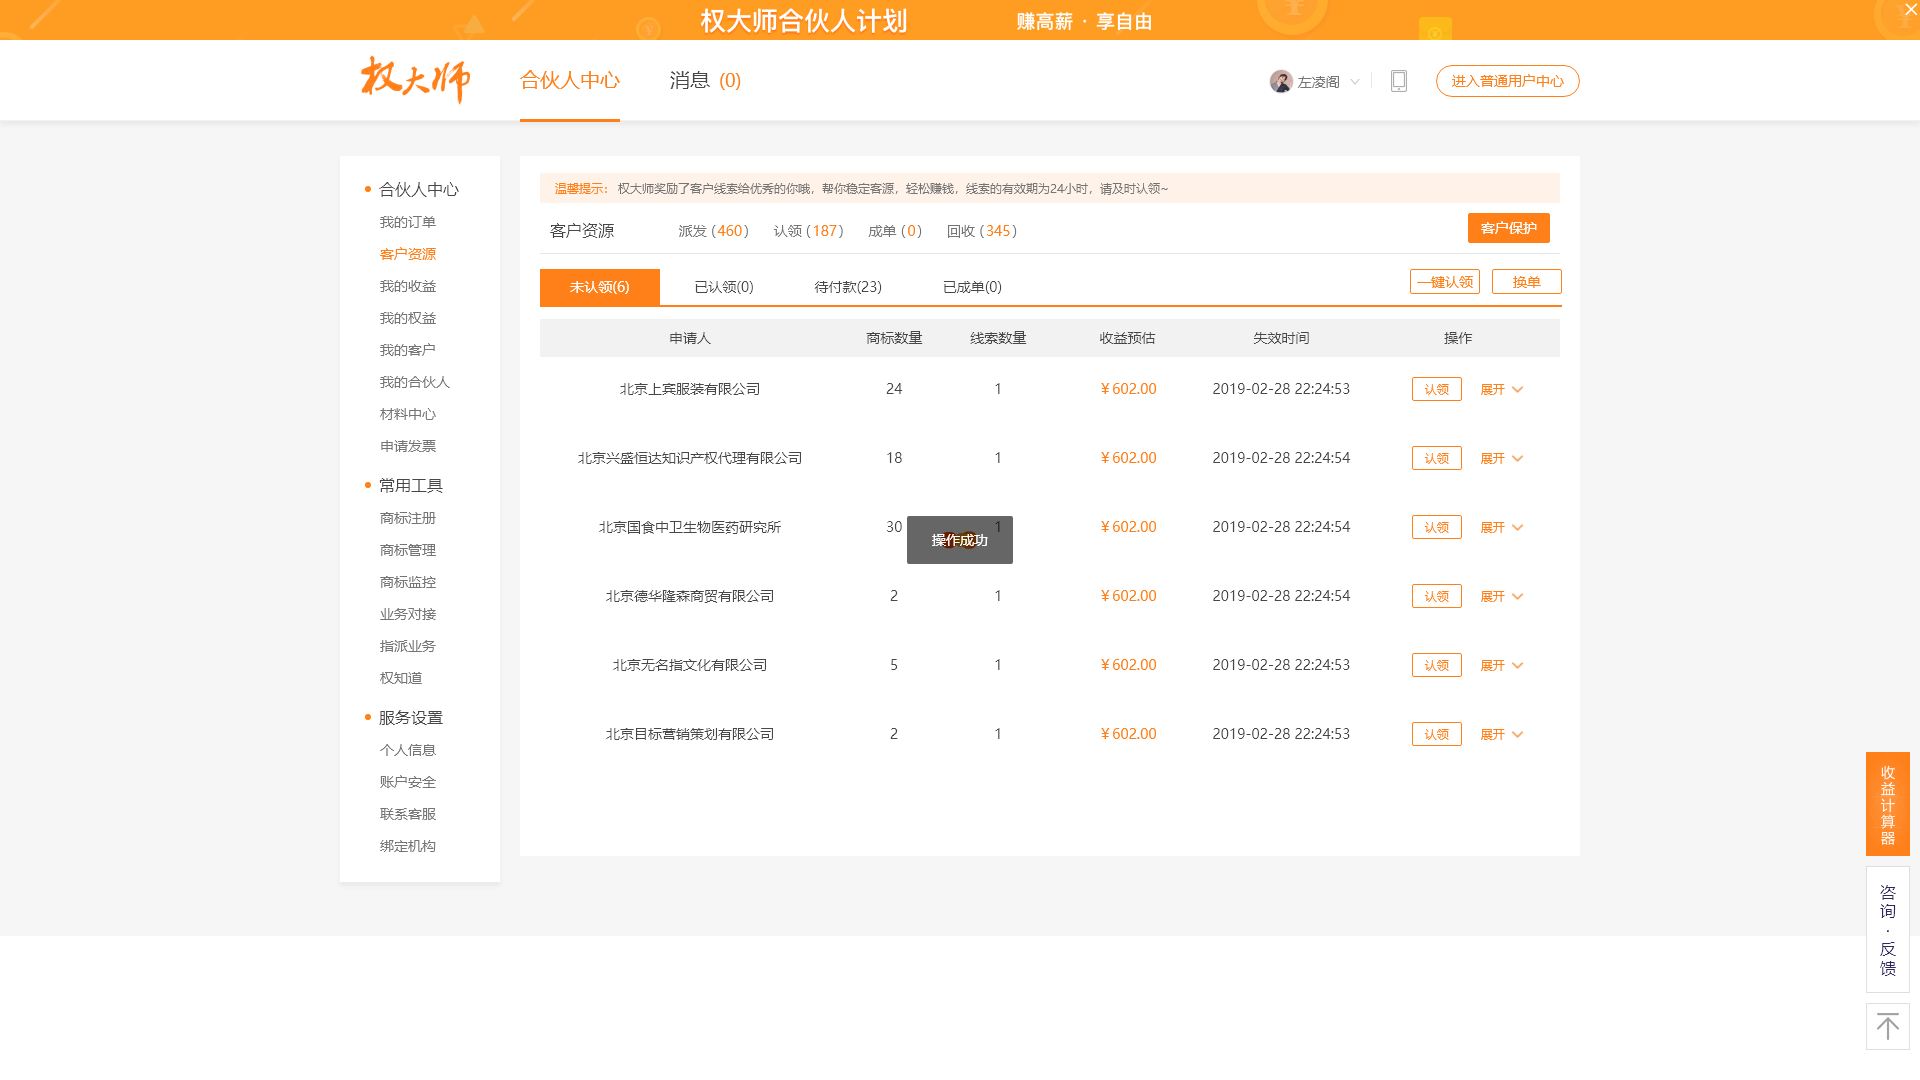 权大师合伙人计划 赚高薪 · 享自由
权大师 合伙人中心 消息 (0) 左凌阁 进入普通用户中心
合伙人中心
我的订单
客户资源
我的收益
我的权益
我的客户
我的合伙人
材料中心
申请发票
常用工具
商标注册
商标管理
商标监控
业务对接
指派业务
权知道
服务设置
个人信息
账户安全
联系客服
绑定机构
温馨提示： 权大师奖励了客户线索给优秀的你哦，帮你稳定客源，轻松赚钱，线索的有效期为24小时，请及时认领~
客户资源 派发 (460) 认领 (187) 成单 (0) 回收 (345) 客户保护
未认领(6) 已认领(0) 待付款(23) 已成单(0) 一键认领 换单
申请人 商标数量 线索数量 收益预估 失效时间 操作
北京上宾服装有限公司 24 1 ￥602.00 2019-02-28 22:24:53 认领 展开
北京兴盛恒达知识产权代理有限公司 18 1 ￥602.00 2019-02-28 22:24:54 认领 展开
北京国食中卫生物医药研究所 30 1 ￥602.00 2019-02-28 22:24:54 认领 展开
操作成功
北京德华隆森商贸有限公司 2 1 ￥602.00 2019-02-28 22:24:54 认领 展开
北京无名指文化有限公司 5 1 ￥602.00 2019-02-28 22:24:53 认领 展开
北京目标营销策划有限公司 2 1 ￥602.00 2019-02-28 22:24:53 认领 展开
收益计算器
咨询·反馈